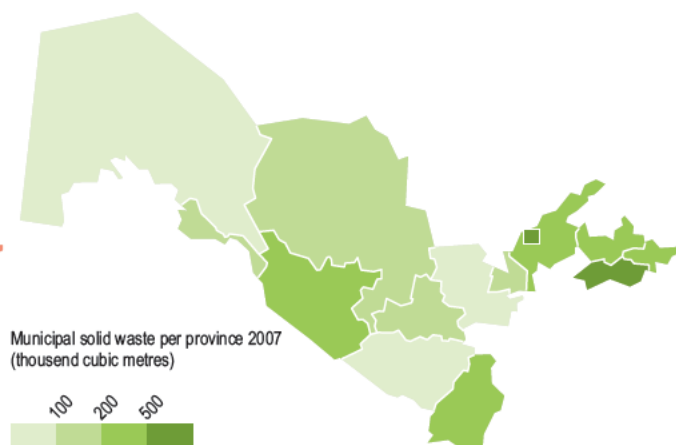 Municipal solid waste per province 2007
(thousend cubic metres)
100 200 500